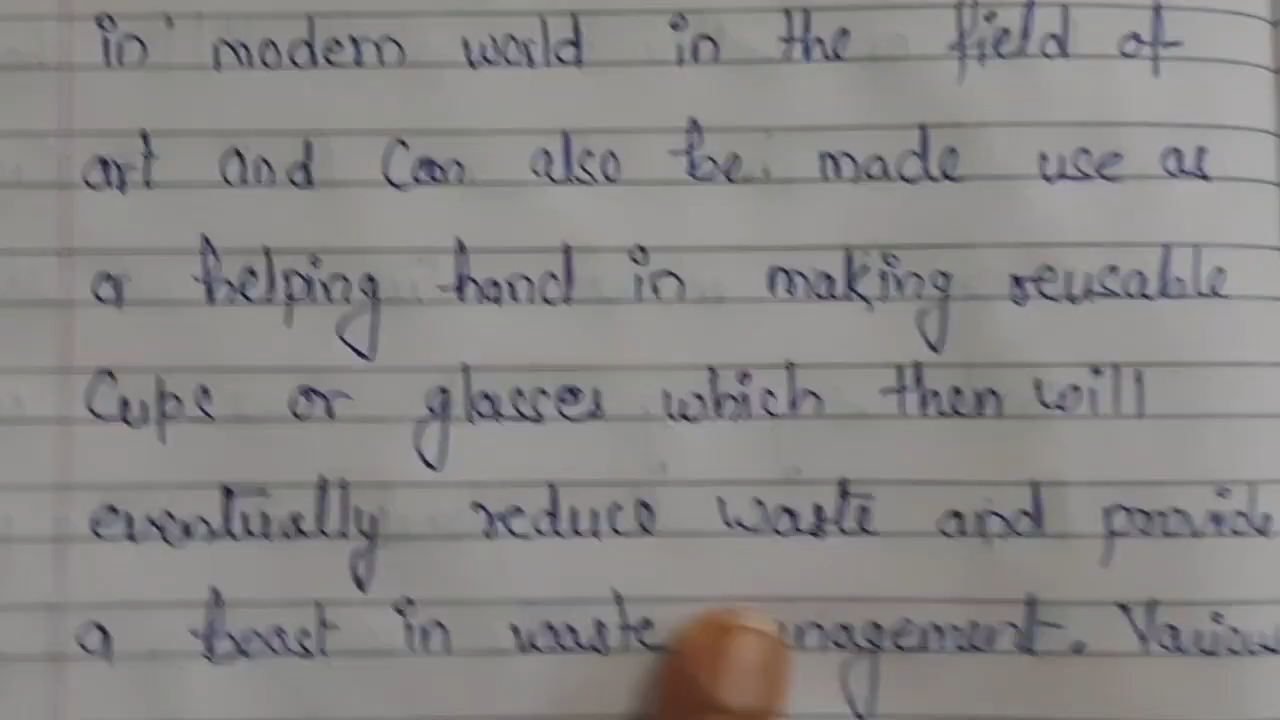 in modern world in the field of
art and Can also be made use as
a helping hand in making reusable
Cups or glasses which then will
eventually reduce waste and provide
a boost in waste